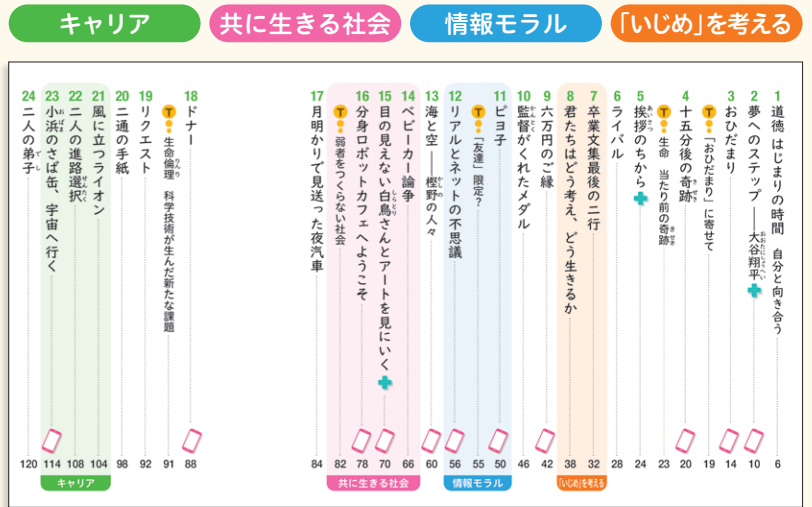 キャリア
共に生きる社会
情報モラル
「いじめ」を考える
1 道徳 はじまりの時間 自分と向き合う 6
2 夢へのステップ――大谷翔平 10
3 おひだまり 14
T 「おひだまり」に寄せて 19
4 十五分後の奇跡 20
T 生命 当たり前の奇跡 23
5 挨拶のちから 24
6 ライバル 28
7 卒業文集最後の二行 32
8 君たちはどう考え、どう生きるか 38
9 六万円のご縁 42
10 監督がくれたメダル 46
11 ピヨ子 50
T 「友達」限定? 55
12 リアルとネットの不思議 56
13 海と空――樫野の人々 60
14 ベビーカー論争 66
15 目の見えない白鳥さんとアートを見にいく 70
16 分身ロボットカフェへようこそ 78
T 弱者をつくらない社会 82
17 月明かりで見送った夜汽車 84
18 ドナー 88
T 生命倫理 科学技術が生んだ新たな課題 91
19 リクエスト 92
20 二通の手紙 98
21 風に立つライオン 104
22 二人の進路選択 108
23 小浜のさば缶、宇宙へ行く 114
24 二人の弟子 120
「いじめ」を考える
情報モラル
共に生きる社会
キャリア